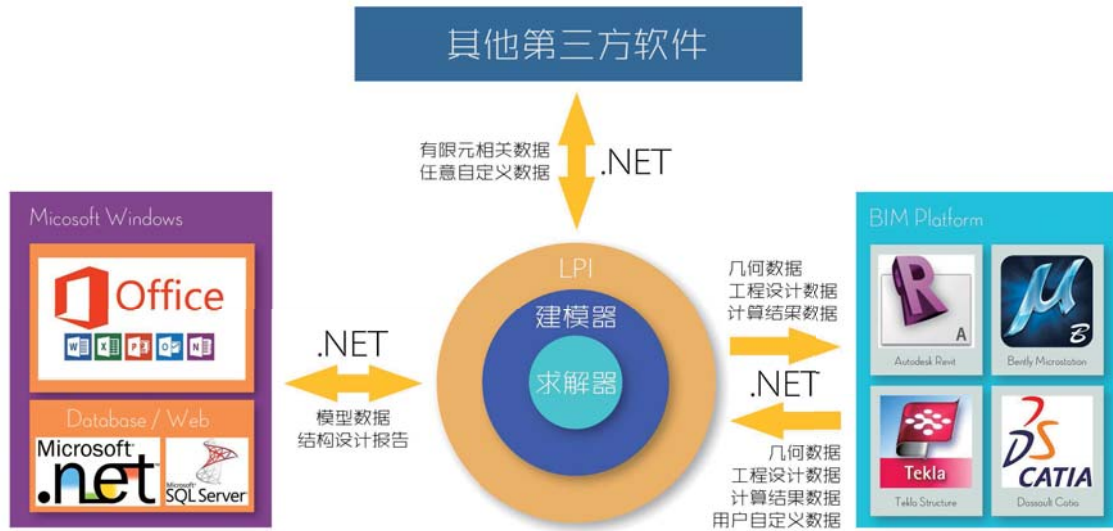 其他第三方软件
有限元相关数据
任意自定义数据
.NET
Micosoft Windows
Office
W X P O N
Database / Web
Microsoft
.net
Microsoft
SQL Server
.NET
模型数据
结构设计报告
LPI
建模器
求解器
几何数据
工程设计数据
计算结果数据
.NET
几何数据
工程设计数据
计算结果数据
用户自定义数据
BIM Platform
R
A
Autodesk Revit
μ
B
Bently Microstation
Tekla
Tekla Structure
DS
CATIA
Dassault Catia